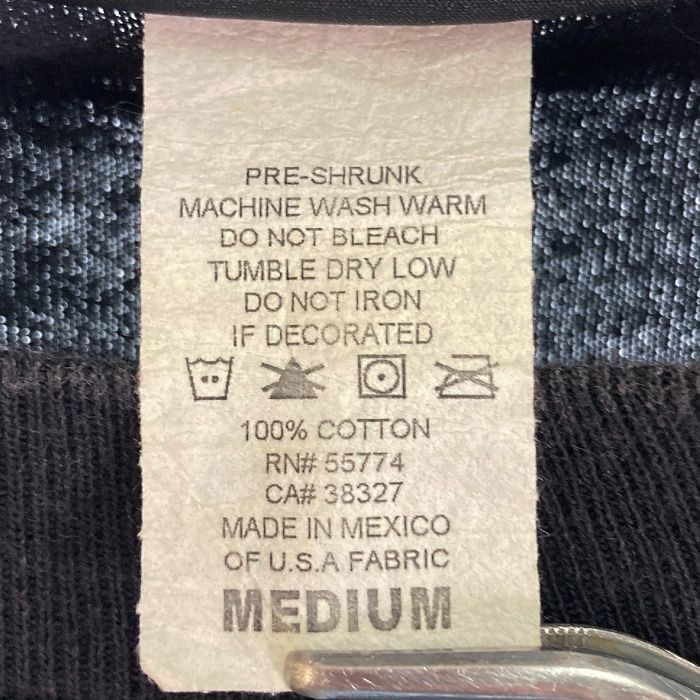 PRE-SHRUNK
MACHINE WASH WARM
DO NOT BLEACH
TUMBLE DRY LOW
DO NOT IRON
IF DECORATED
100% COTTON
RN# 55774
CA# 38327
MADE IN MEXICO
OF U.S.A FABRIC
MEDIUM